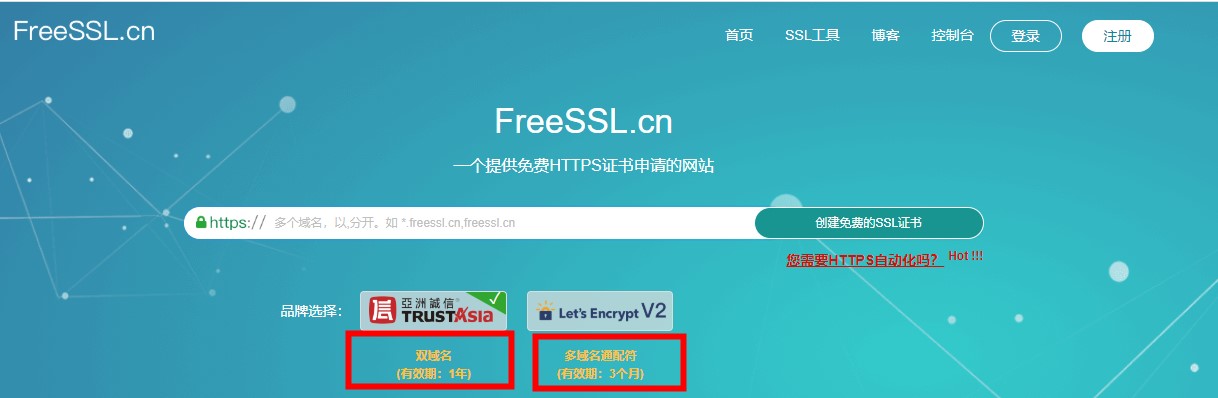 FreeSSL.cn
首页 SSL工具 博客 控制台 登录 注册
FreeSSL.cn
一个提供免费HTTPS证书申请的网站
https:// 多个域名，以,分开。如 *.freessl.cn,freessl.cn 创建免费的SSL证书
您需要HTTPS自动化吗？ Hot !!!
品牌选择： 亞洲誠信® TRUSTAsia Let's Encrypt V2
双域名 多域名通配符
(有效期：1年) (有效期：3个月)